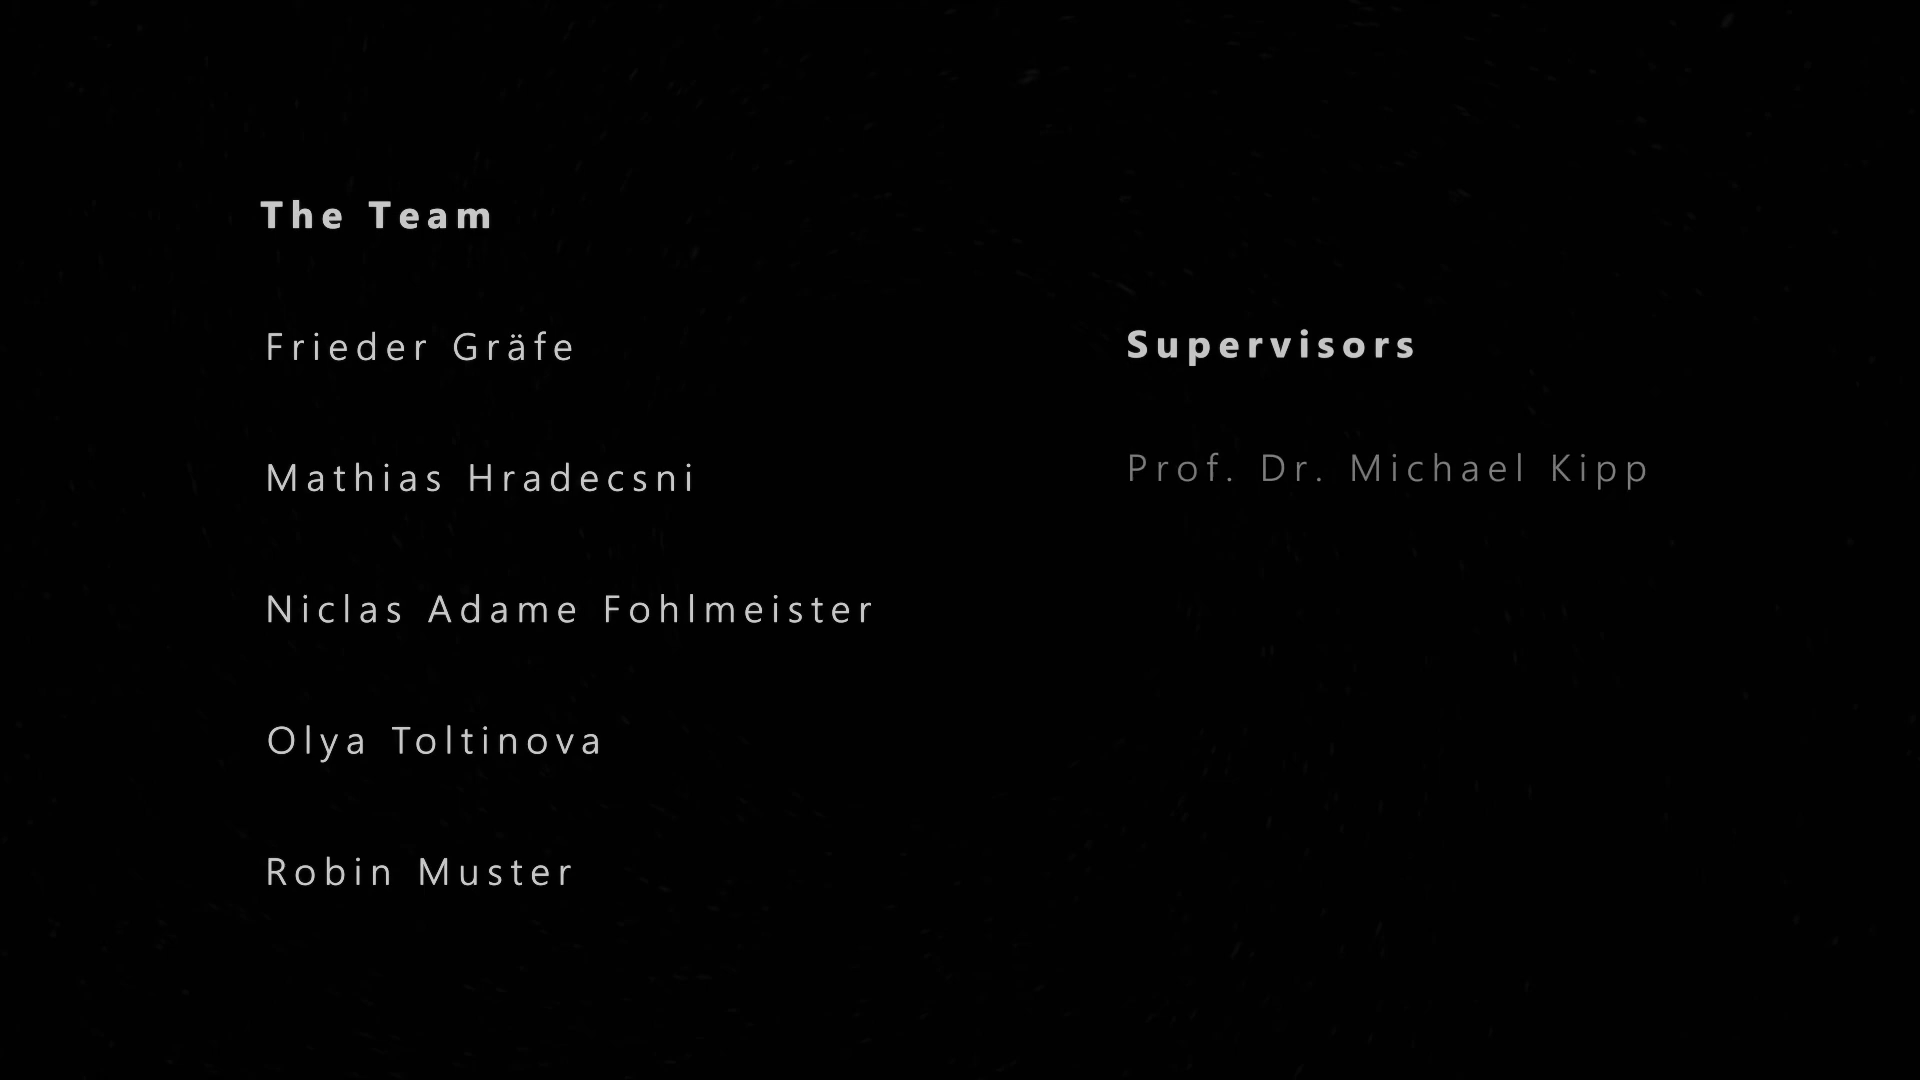 The Team
Frieder Gräfe
Mathias Hradecsni
Niclas Adame Fohlmeister
Olya Toltinova
Robin Muster
Supervisors
Prof. Dr. Michael Kipp